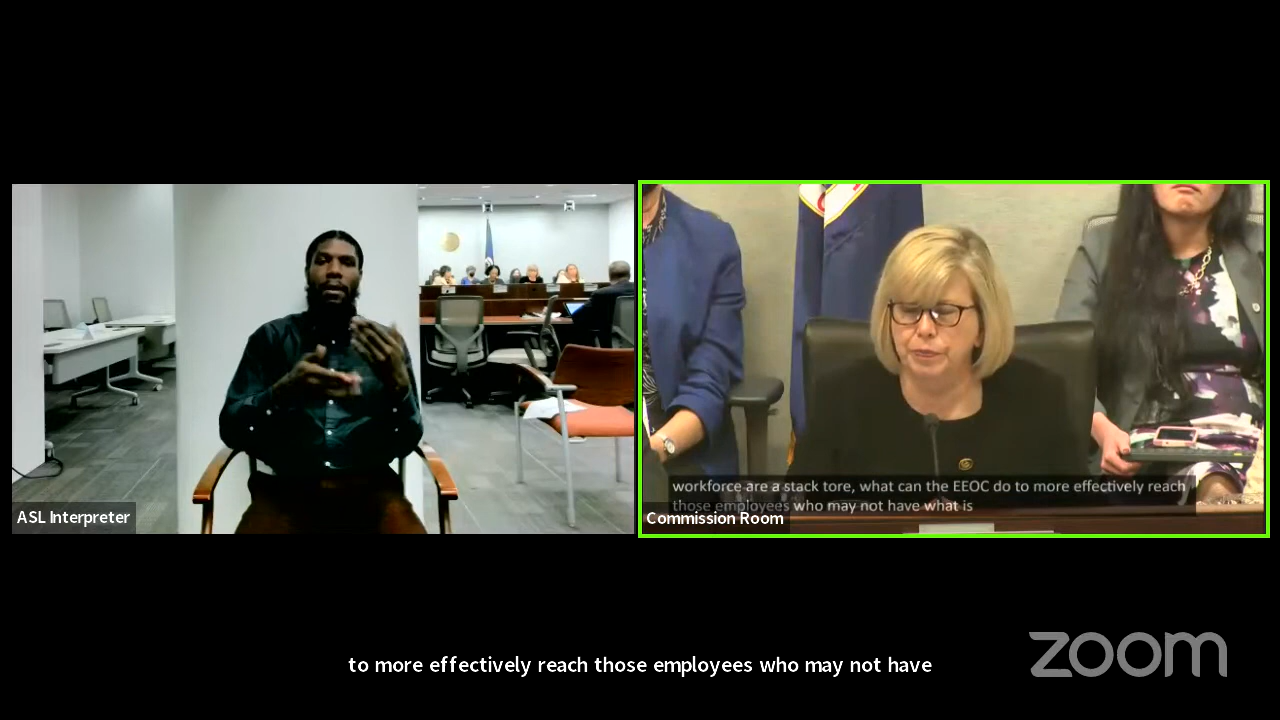 workforce are a stack tore, what can the EEOC do to more effectively reach
those employees who may not have what is
ASL Interpreter
Commission Room
to more effectively reach those employees who may not have
zoom